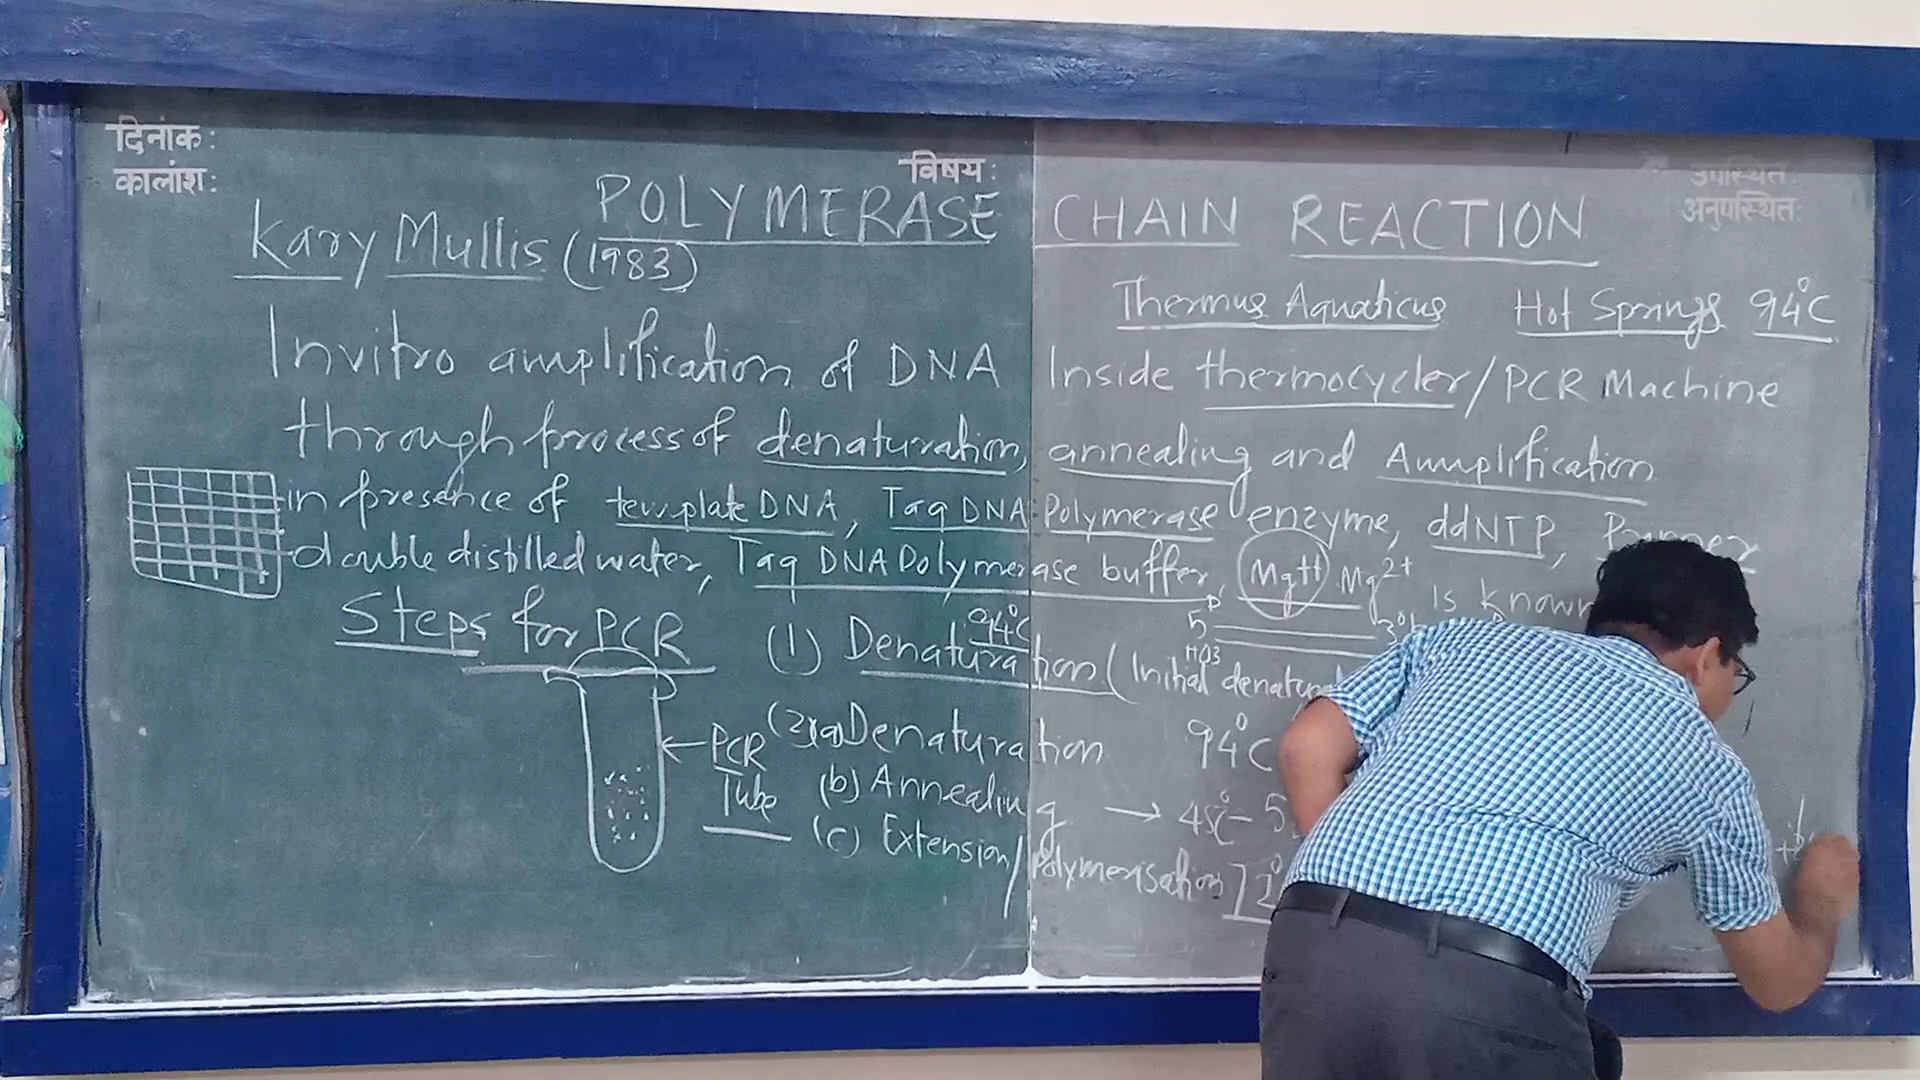 दिनांक :
कालांश :
विषय :
उपस्थित :
अनुपस्थित:
POLYMERASE CHAIN REACTION
Kary Mullis (1983)
Thermus Aquaticus Hot Springs 94°C
Invitro amplification of DNA Inside thermocycler/PCR Machine
through process of denaturation, annealing and Amplification
in presence of template DNA, Taq DNA Polymerase enzyme, ddNTP,
double distilled water, Taq DNA Polymerase buffer, Mg++ Mg2+ is known
Steps for PCR
(1) Denaturation (Initial
94°C
5
Denaturation 94°C
(b) Annealing → 45°C -
(c) Extension/Polymerisation 72°
←PCR
Tube